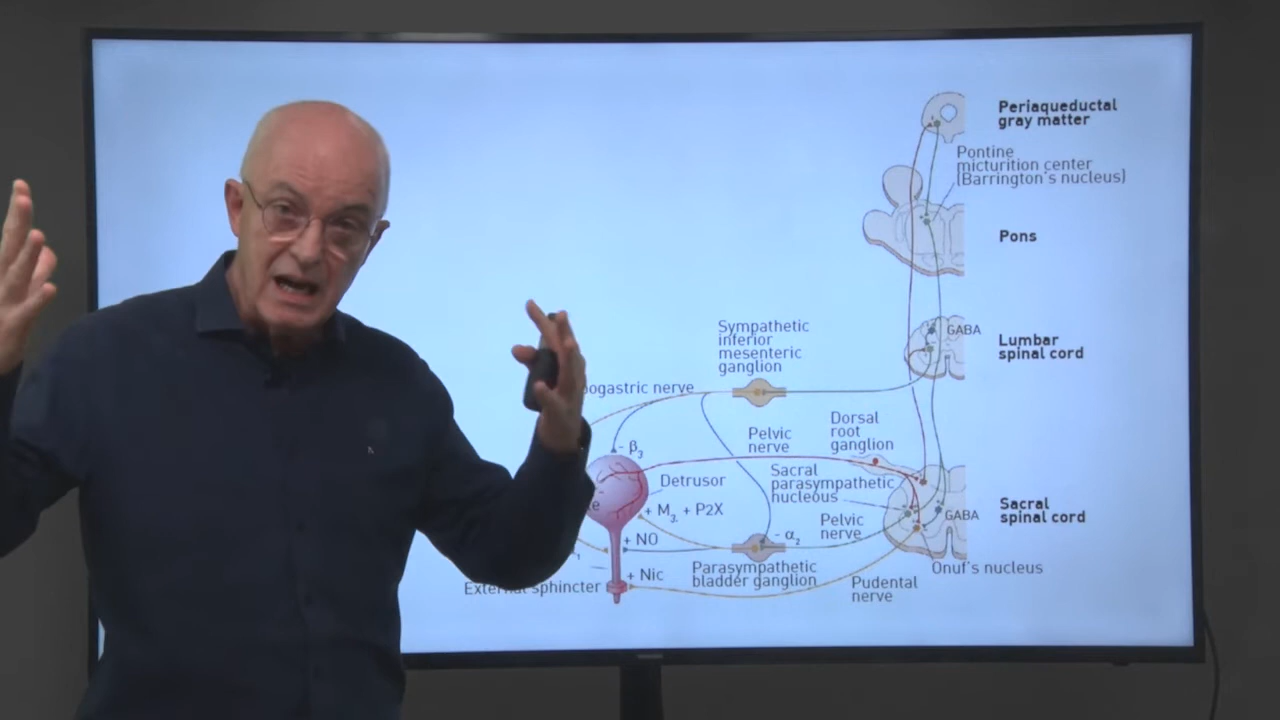 Periaqueductal
gray matter
Pontine
micturition center
(Barrington's nucleus)
Pons
Sympathetic
inferior
mesenteric
ganglion
GABA
Lumbar
spinal cord
ogastric nerve
Dorsal
root
ganglion
Pelvic
nerve
- β3
Detrusor
Sacral
parasympathetic
nucleous
+ M3, + P2X
GABA
Sacral
spinal cord
Pelvic
nerve
- α2
+ NO
Parasympathetic
bladder ganglion
Onuf's nucleus
+ Nic
External sphincter
Pudental
nerve